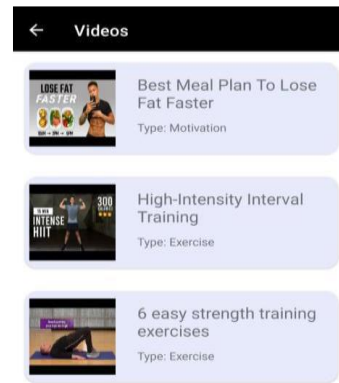 Videos
LOSE FAT
FASTER
Best Meal Plan To Lose
Fat Faster
Type: Motivation
INTENSE
HIIT
300
High-Intensity Interval
Training
Type: Exercise
6 easy strength training
exercises
Type: Exercise